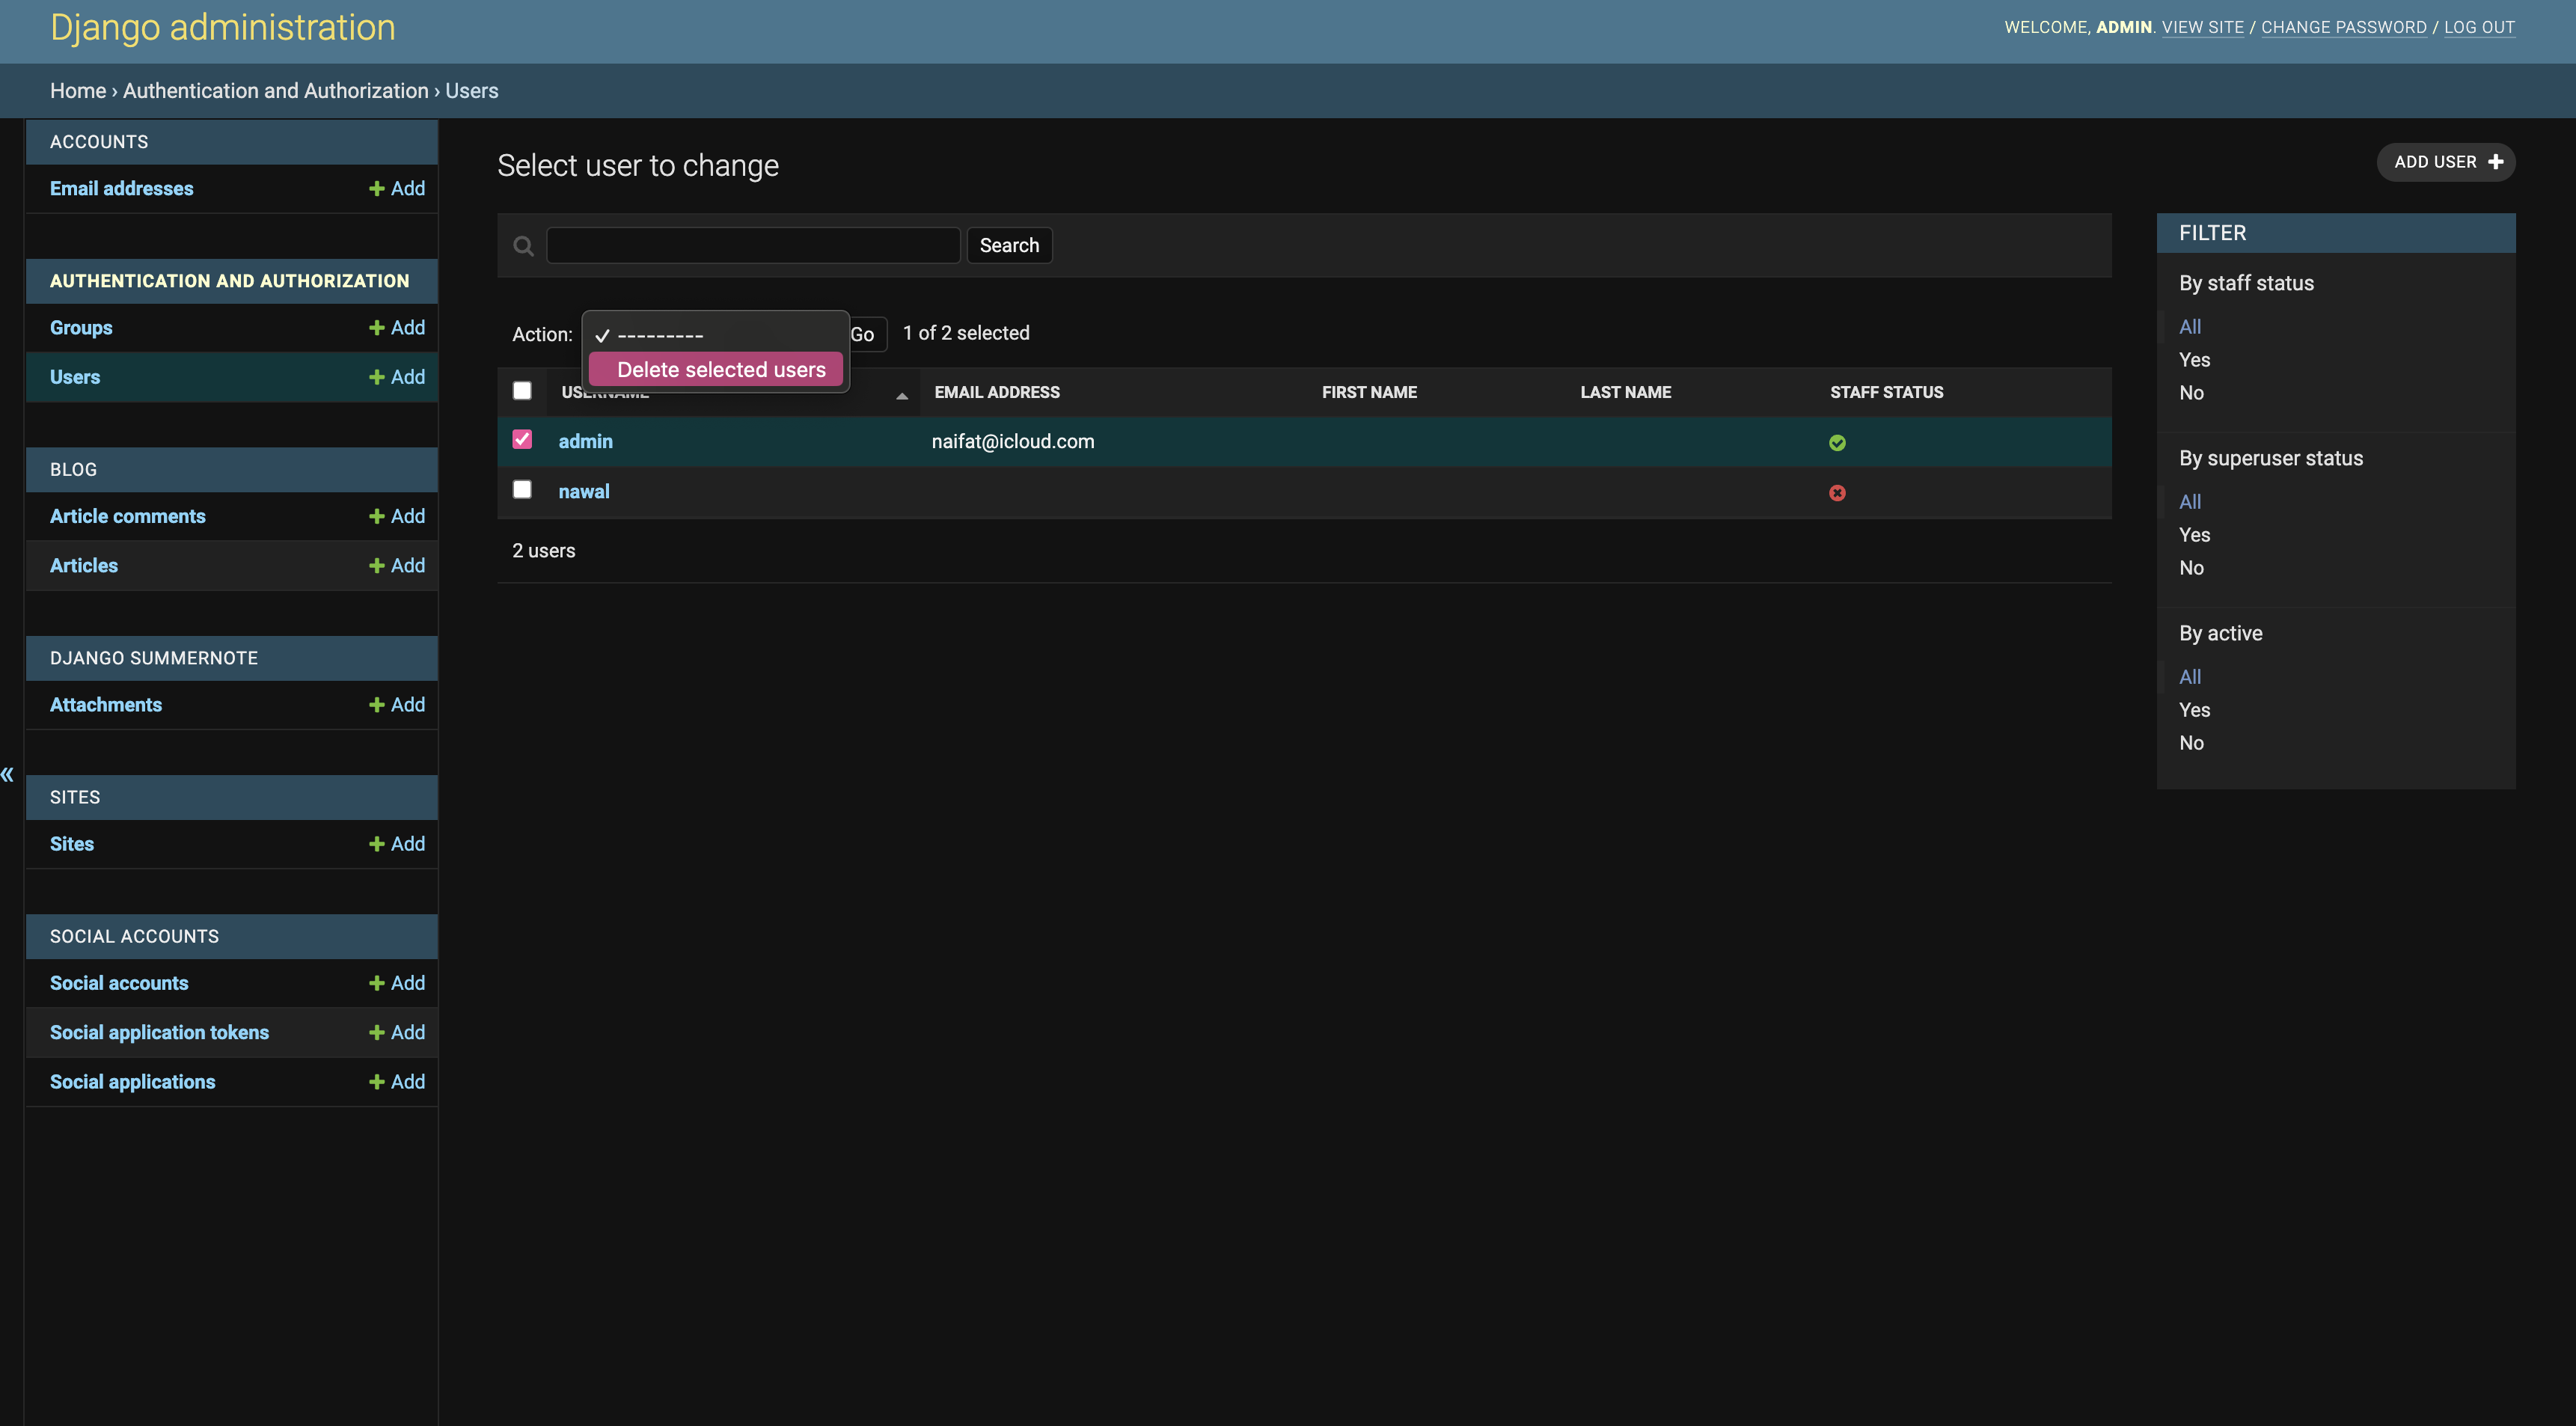 Django administration
WELCOME, ADMIN. VIEW SITE / CHANGE PASSWORD / LOG OUT
Home › Authentication and Authorization › Users
ACCOUNTS
Email addresses + Add
AUTHENTICATION AND AUTHORIZATION
Groups + Add
Users + Add
BLOG
Article comments + Add
Articles + Add
DJANGO SUMMERNOTE
Attachments + Add
«
SITES
Sites + Add
SOCIAL ACCOUNTS
Social accounts + Add
Social application tokens + Add
Social applications + Add
Select user to change
ADD USER +
Search
Action: ✓ --------- Go 1 of 2 selected
Delete selected users
USERNAME EMAIL ADDRESS FIRST NAME LAST NAME STAFF STATUS
admin naifat@icloud.com
nawal
2 users
FILTER
By staff status
All
Yes
No
By superuser status
All
Yes
No
By active
All
Yes
No